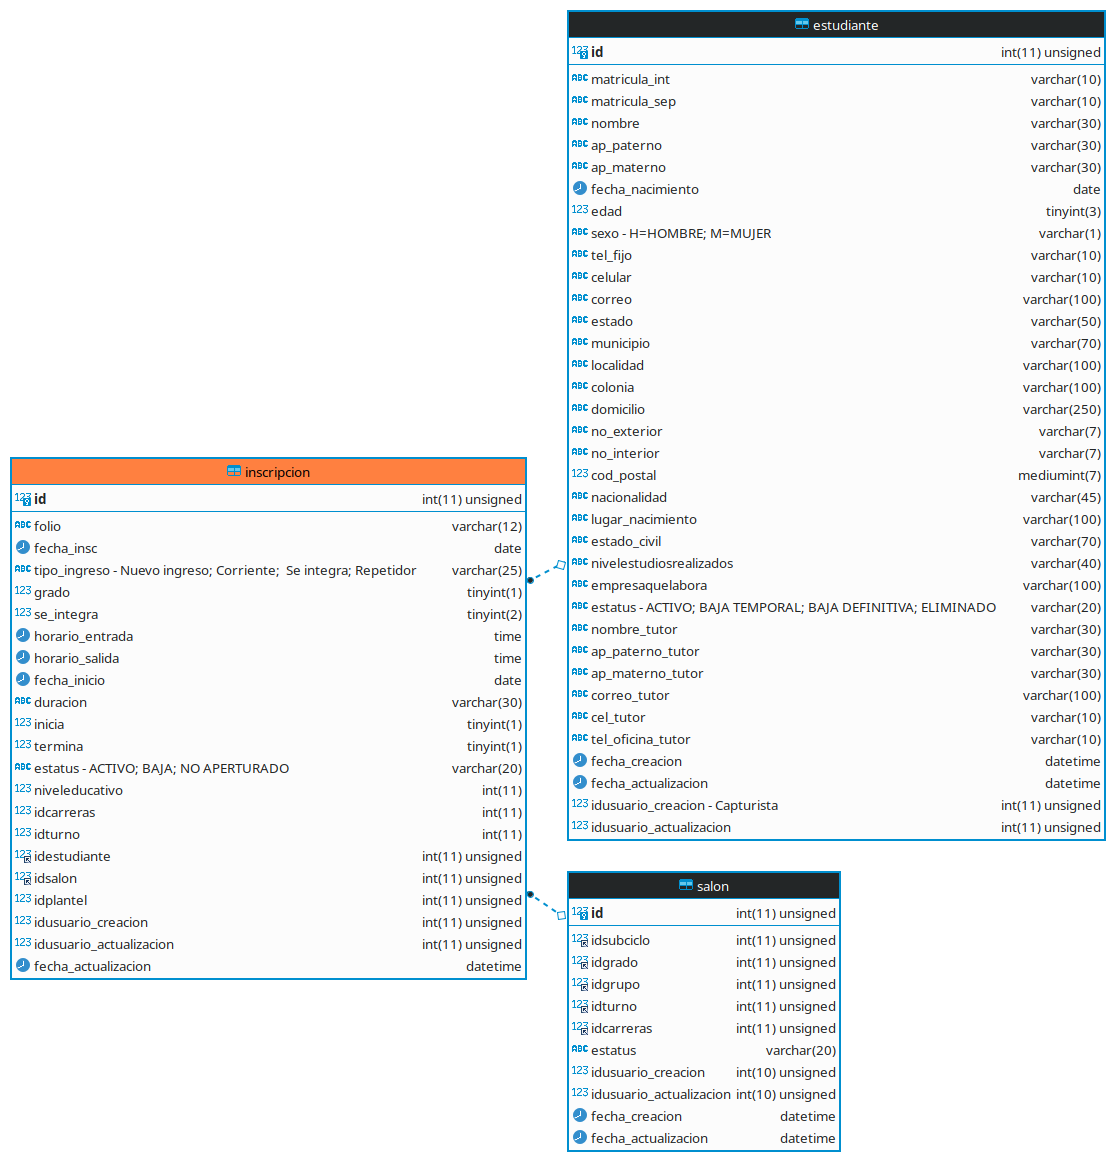 estudiante
id int(11) unsigned
matricula_int varchar(10)
matricula_sep varchar(10)
nombre varchar(30)
ap_paterno varchar(30)
ap_materno varchar(30)
fecha_nacimiento date
edad tinyint(3)
sexo - H=HOMBRE; M=MUJER varchar(1)
tel_fijo varchar(10)
celular varchar(10)
correo varchar(100)
estado varchar(50)
municipio varchar(70)
localidad varchar(100)
colonia varchar(100)
domicilio varchar(250)
no_exterior varchar(7)
no_interior varchar(7)
cod_postal mediumint(7)
nacionalidad varchar(45)
lugar_nacimiento varchar(100)
estado_civil varchar(70)
nivelestudiosrealizados varchar(40)
empresaquelabora varchar(100)
estatus - ACTIVO; BAJA TEMPORAL; BAJA DEFINITIVA; ELIMINADO varchar(20)
nombre_tutor varchar(30)
ap_paterno_tutor varchar(30)
ap_materno_tutor varchar(30)
correo_tutor varchar(100)
cel_tutor varchar(10)
tel_oficina_tutor varchar(10)
fecha_creacion datetime
fecha_actualizacion datetime
idusuario_creacion - Capturista int(11) unsigned
idusuario_actualizacion int(11) unsigned
inscripcion
id int(11) unsigned
folio varchar(12)
fecha_insc date
tipo_ingreso - Nuevo ingreso; Corriente;  Se integra; Repetidor varchar(25)
grado tinyint(1)
se_integra tinyint(2)
horario_entrada time
horario_salida time
fecha_inicio date
duracion varchar(30)
inicia tinyint(1)
termina tinyint(1)
estatus - ACTIVO; BAJA; NO APERTURADO varchar(20)
niveleducativo int(11)
idcarreras int(11)
idturno int(11)
idestudiante int(11) unsigned
idsalon int(11) unsigned
idplantel int(11) unsigned
idusuario_creacion int(11) unsigned
idusuario_actualizacion int(11) unsigned
fecha_actualizacion datetime
salon
id int(11) unsigned
idsubciclo int(11) unsigned
idgrado int(11) unsigned
idgrupo int(11) unsigned
idturno int(11) unsigned
idcarreras int(11) unsigned
estatus varchar(20)
idusuario_creacion int(10) unsigned
idusuario_actualizacion int(10) unsigned
fecha_creacion datetime
fecha_actualizacion datetime